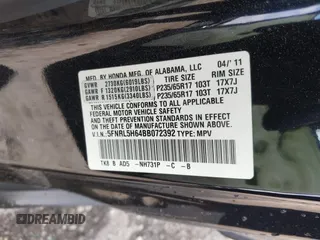 MFD. BY HONDA MFG. OF ALABAMA, LLC 04/ 11
GVWR 2730KG(6019LBS) TIRE SIZE RIM SIZE
GAWR F 1320KG(2910LBS) P235/65R17 103T 17X7J
GAWR R 1515KG(3340LBS) P235/65R17 103T 17X7J
THIS VEHICLE CONFORMS TO ALL APPLICABLE
FEDERAL MOTOR VEHICLE SAFETY AND THEFT
PREVENTION STANDARDS IN EFFECT ON THE DATE
OF MANUFACTURE SHOWN ABOVE.
V.I.N.: 5FNRL5H64BB072392 TYPE: MPV
TK8 B AD5 - NH731P - C - B
AUTOBIDMASTER